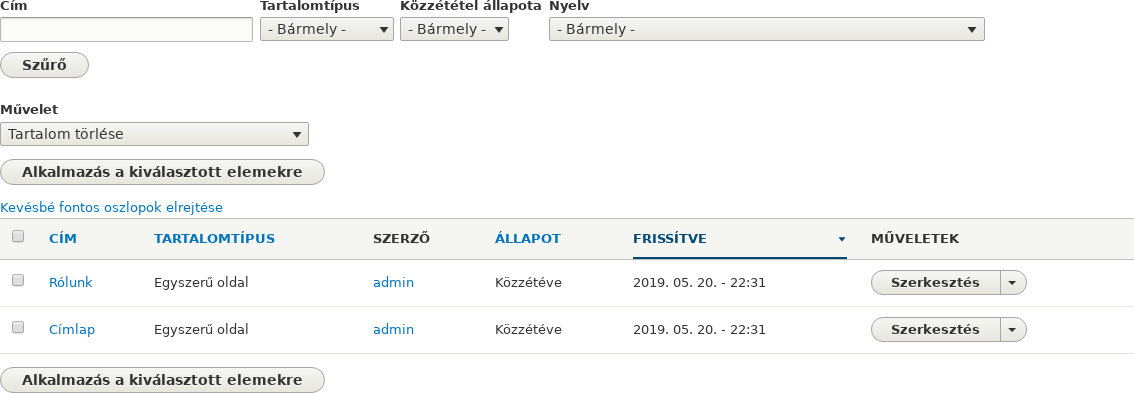 Cím Tartalomtípus Közzététel állapota Nyelv
- Bármely - - Bármely - - Bármely -
Szűrő
Művelet
Tartalom törlése
Alkalmazás a kiválasztott elemekre
Kevésbé fontos oszlopok elrejtése
CÍM TARTALOMTÍPUS SZERZŐ ÁLLAPOT FRISSÍTVE MŰVELETEK
Rólunk Egyszerű oldal admin Közzétéve 2019. 05. 20. - 22:31 Szerkesztés
Címlap Egyszerű oldal admin Közzétéve 2019. 05. 20. - 22:31 Szerkesztés
Alkalmazás a kiválasztott elemekre